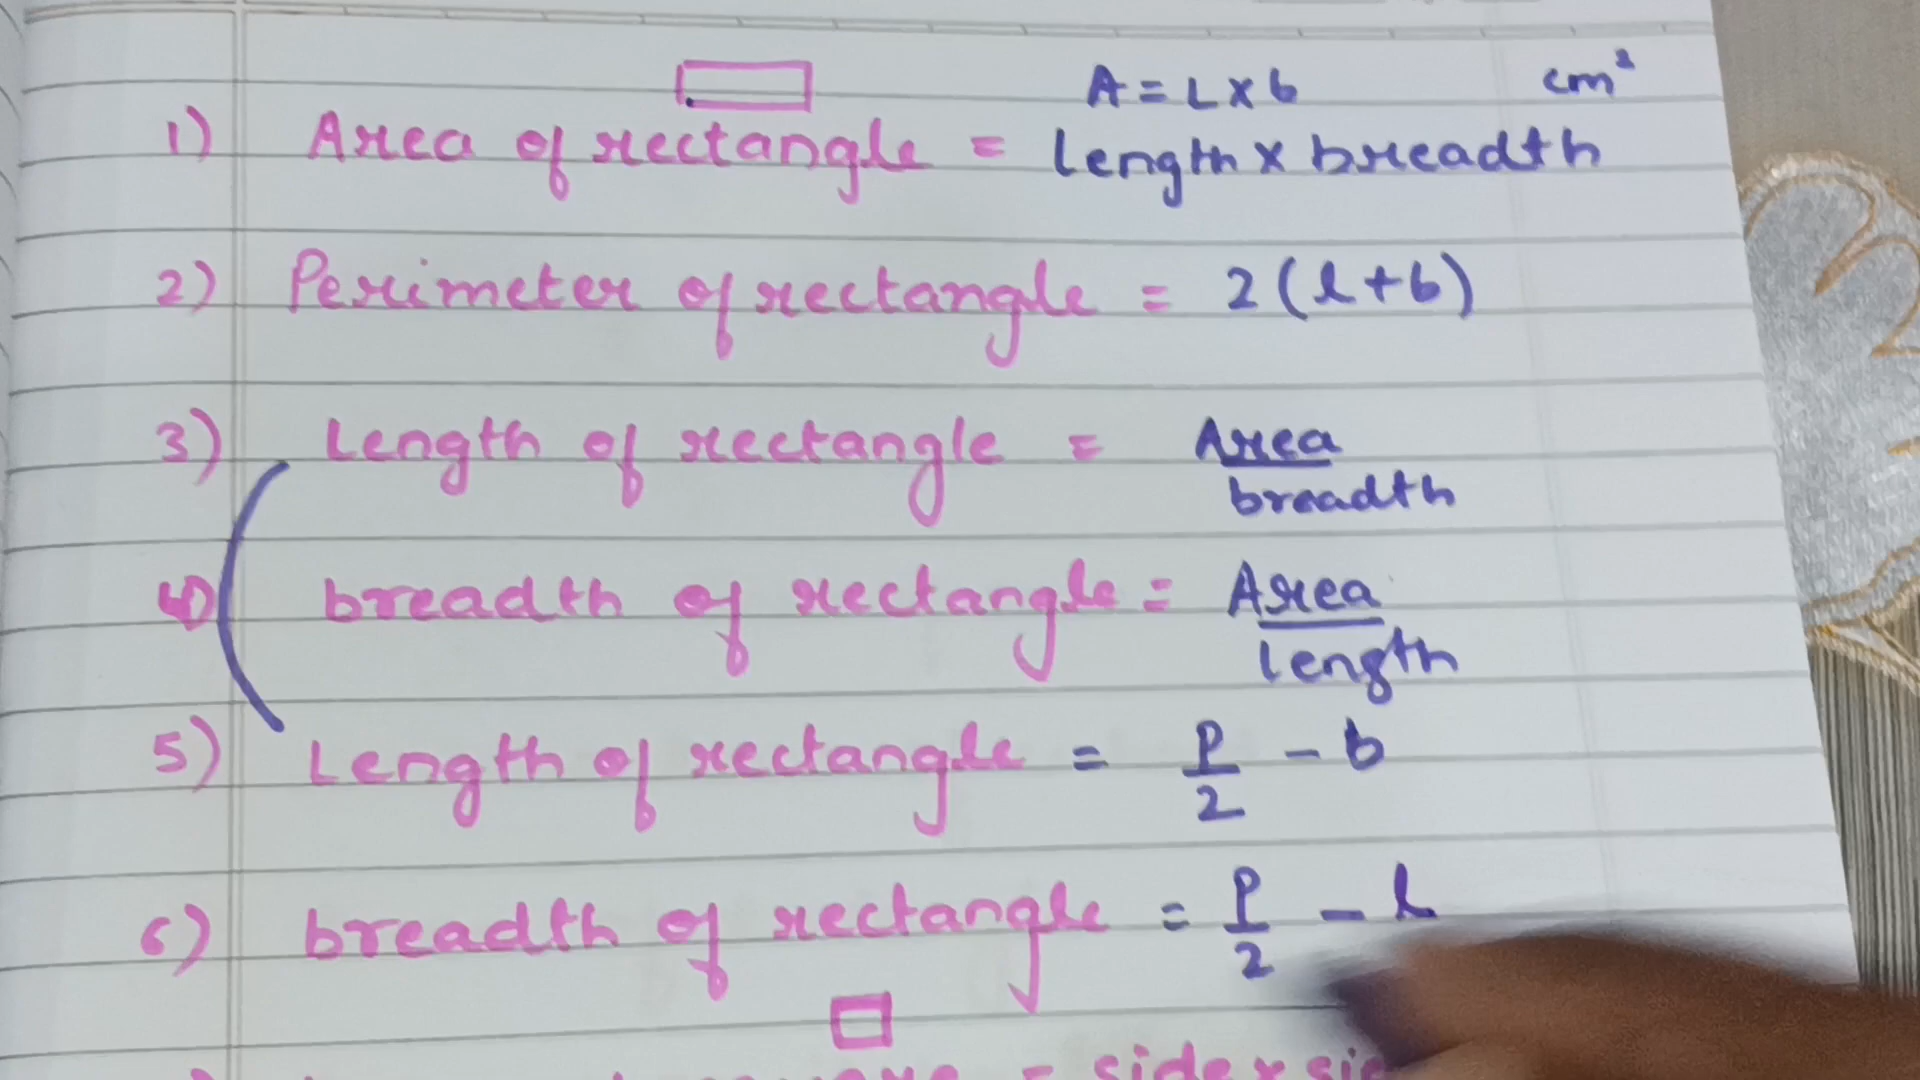 A = L x b cm²
1) Area of rectangle = length x breadth
2) Perimeter of rectangle = 2(l+b)
3) Length of rectangle = Area
breadth
4) breadth of rectangle = Area
length
5) Length of rectangle = P/2 - b
6) breadth of rectangle = P/2 - l
= side x